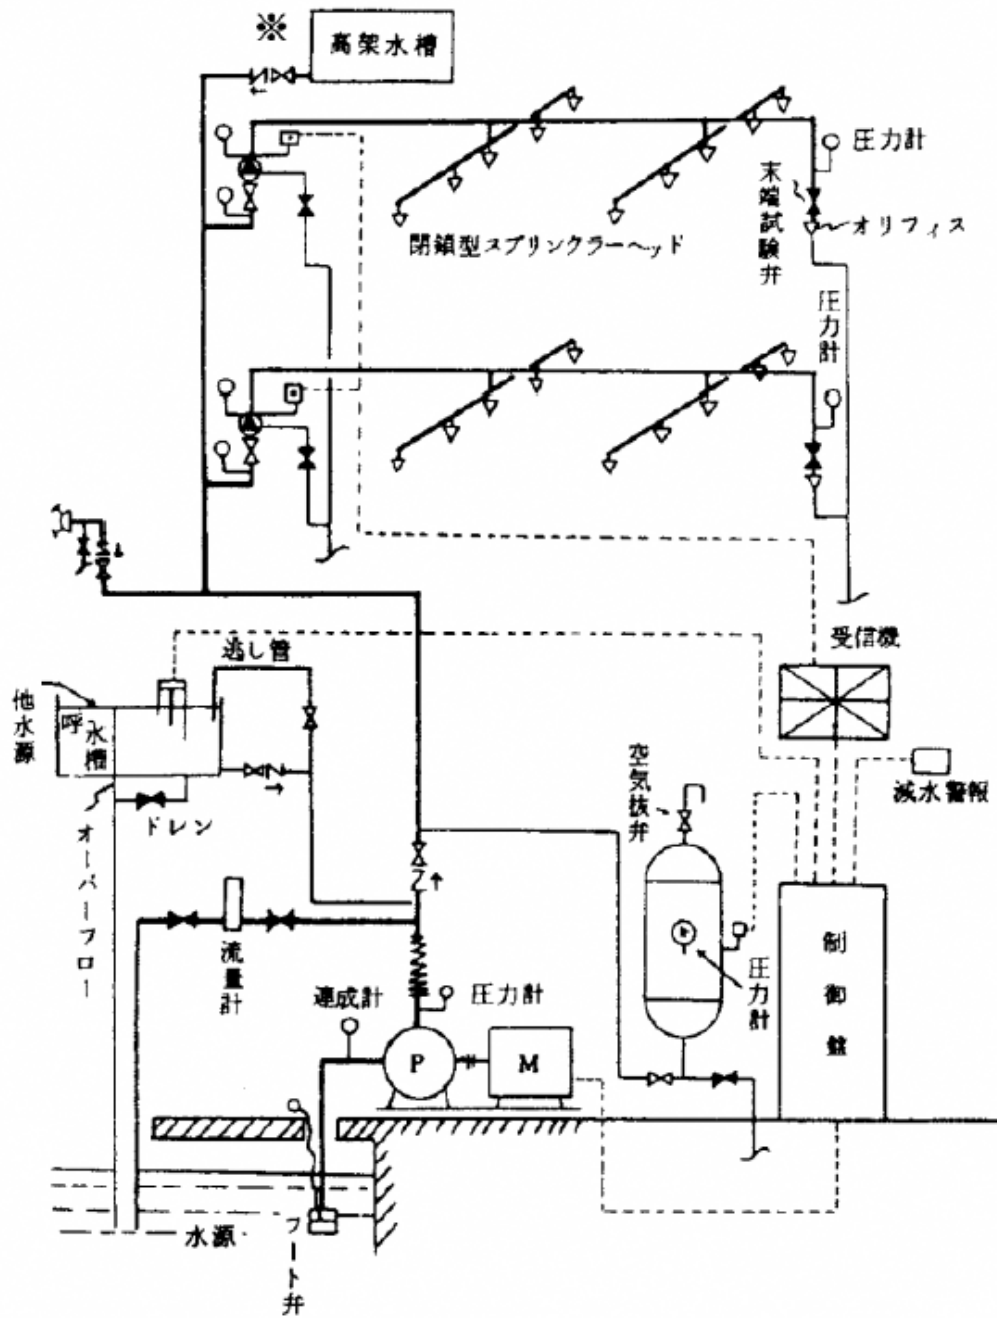 ※
高架水槽
圧力計
末端試験弁
オリフィス
閉鎖型スプリンクラーヘッド
圧力計
受信機
逃し管
他水源
呼水槽
空気抜弁
減水警報
ドレン
オーバーフロー
流量計
連成計
圧力計
圧力計
制御盤
P
M
水源
フート弁